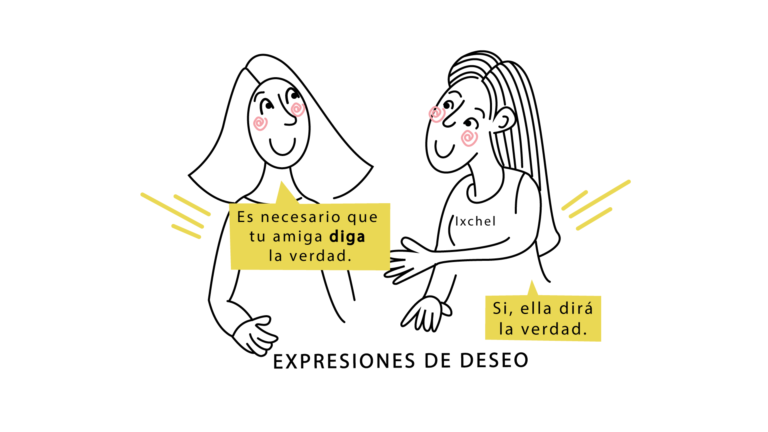 Es necesario que
tu amiga diga
la verdad.
Ixchel
Si, ella dirá
la verdad.
EXPRESIONES DE DESEO